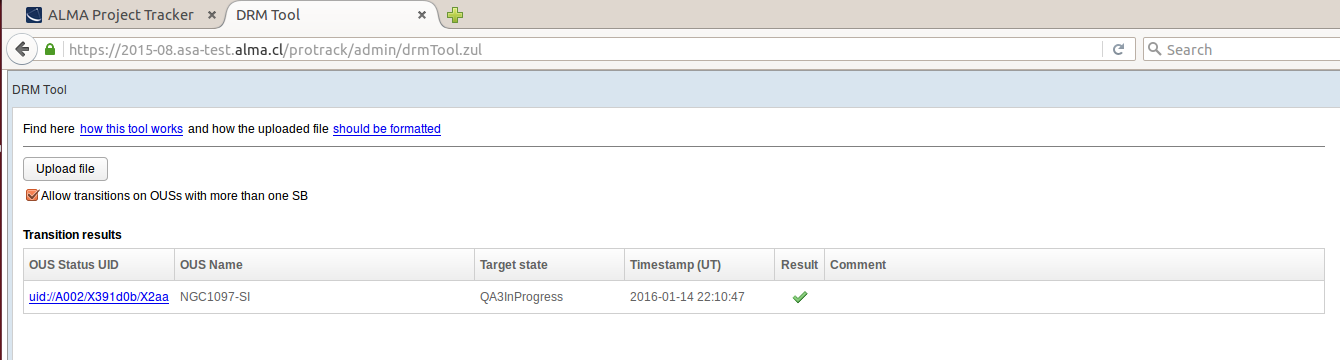 ALMA Project Tracker × DRM Tool ×
https://2015-08.asa-test.alma.cl/protrack/admin/drmTool.zul Search
DRM Tool
Find here how this tool works and how the uploaded file should be formatted
Upload file
Allow transitions on OUSs with more than one SB
Transition results
OUS Status UID OUS Name Target state Timestamp (UT) Result Comment
uid://A002/X391d0b/X2aa NGC1097-SI QA3InProgress 2016-01-14 22:10:47